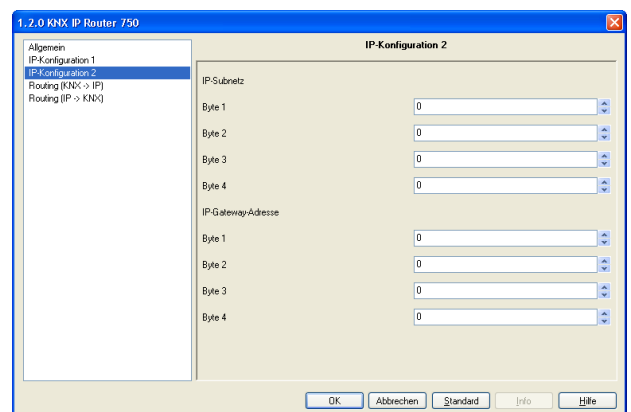 1.2.0 KNX IP Router 750
Allgemein
IP-Konfiguration 1
IP-Konfiguration 2
Routing (KNX -> IP)
Routing (IP -> KNX)
IP-Konfiguration 2
IP-Subnetz
Byte 1 0
Byte 2 0
Byte 3 0
Byte 4 0
IP-Gateway-Adresse
Byte 1 0
Byte 2 0
Byte 3 0
Byte 4 0
OK Abbrechen Standard Info Hilfe